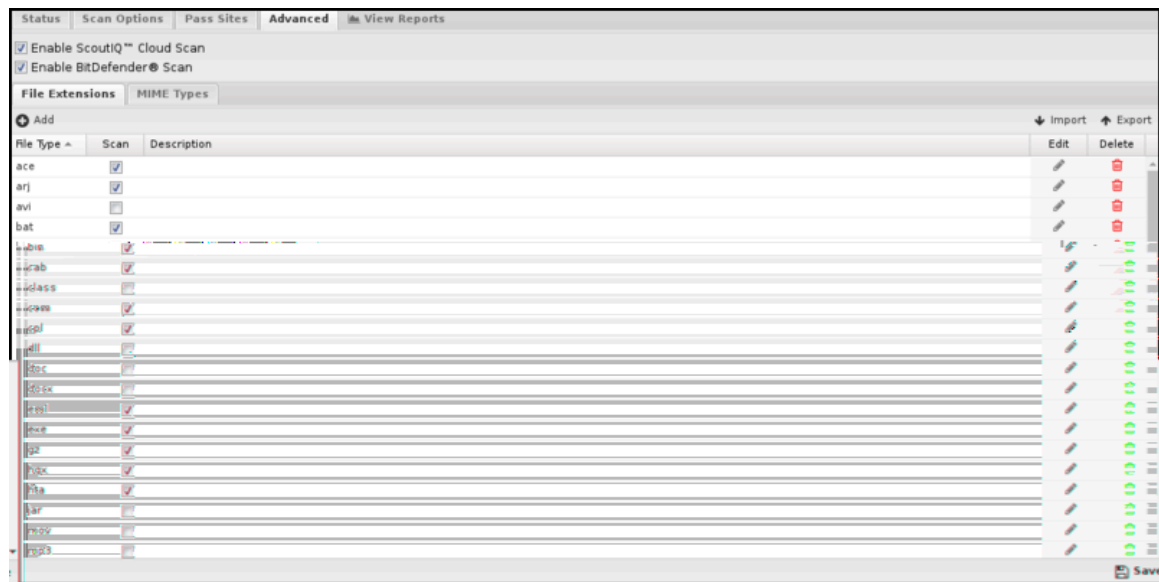 Status Scan Options Pass Sites Advanced View Reports
Enable ScoutIQ™ Cloud Scan
Enable BitDefender® Scan
File Extensions MIME Types
Add Import Export
File Type Scan Description Edit Delete
ace
arj
avi
bat
bin
cab
class
com
cpl
dll
doc
docx
exe
gz
hqx
hta
jar
mov
mp3
Save